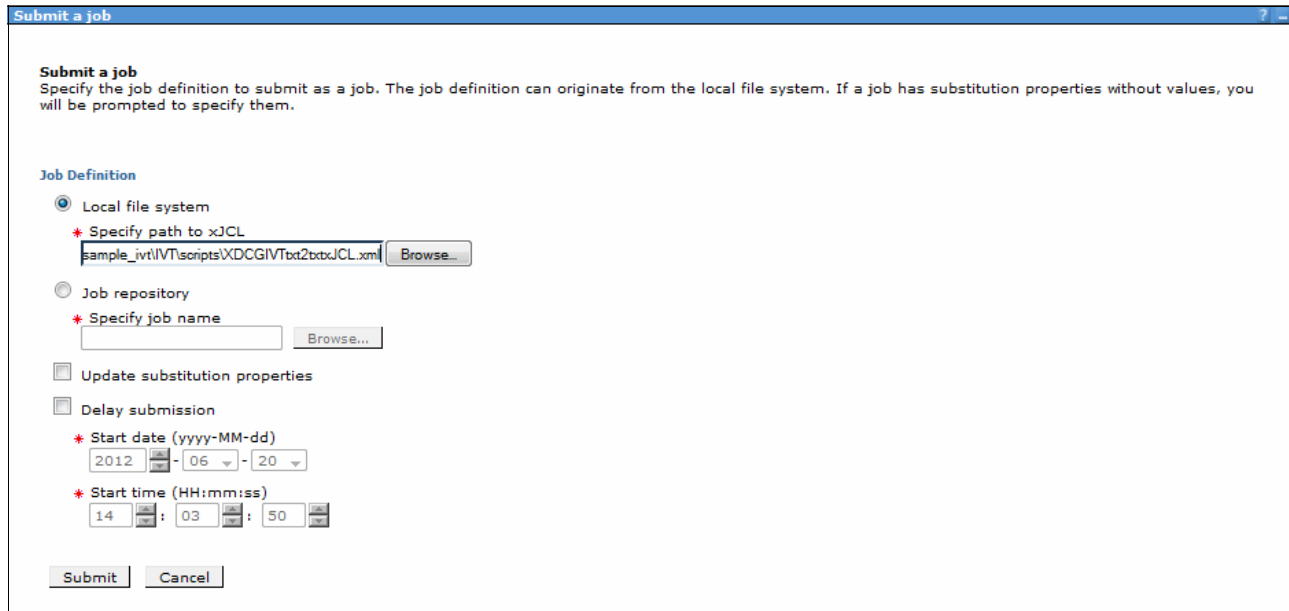 Submit a job
? –
Submit a job
Specify the job definition to submit as a job. The job definition can originate from the local file system. If a job has substitution properties without values, you
will be prompted to specify them.
Job Definition
Local file system
* Specify path to xJCL
sample_ivt\IVT\scripts\XDCGIVTtxt2txtxJCL.xml Browse...
Job repository
* Specify job name
Browse...
Update substitution properties
Delay submission
* Start date (yyyy-MM-dd)
2012 - 06 - 20
* Start time (HH:mm:ss)
14 : 03 : 50
Submit Cancel